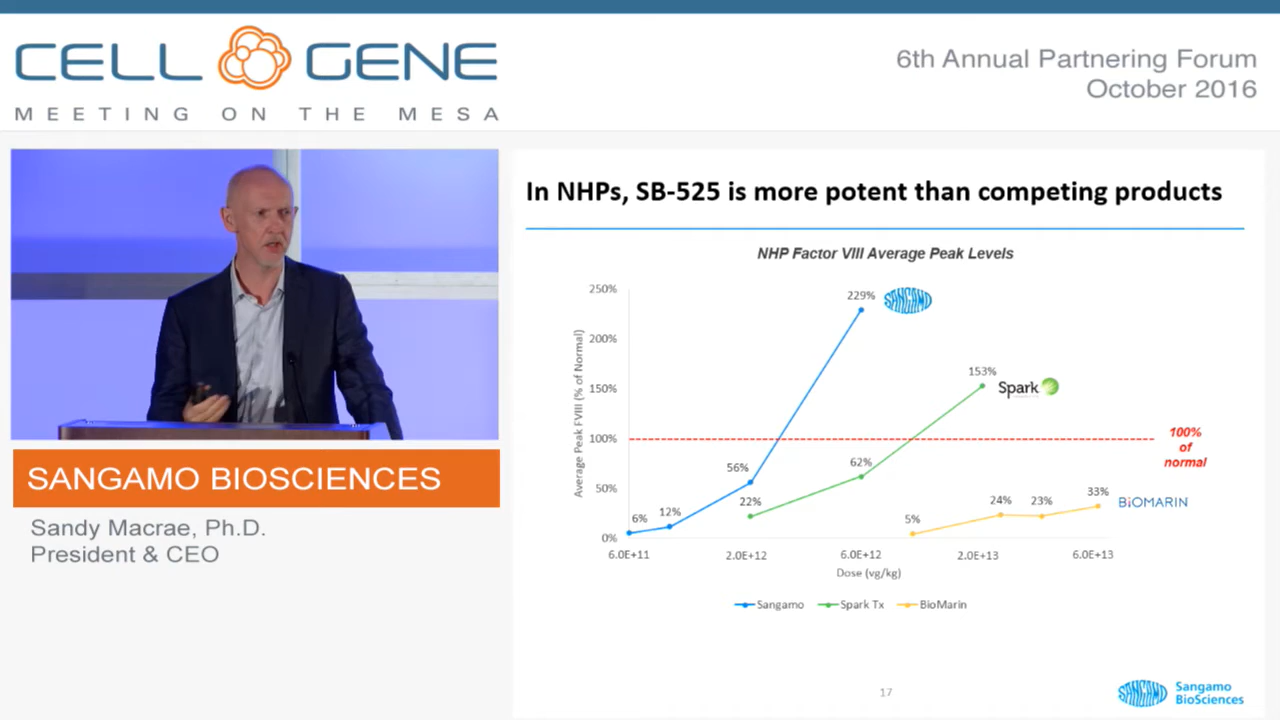 CELL GENE
MEETING ON THE MESA
6th Annual Partnering Forum
October 2016
SANGAMO BIOSCIENCES
Sandy Macrae, Ph.D.
President & CEO
In NHPs, SB-525 is more potent than competing products
NHP Factor VIII Average Peak Levels
Average Peak FVIII (% of Normal)
250%
200%
150%
100%
50%
0%
229%
SANGAMO
153%
Spark
100%
of
normal
56%
62%
22%
6%
12%
5%
24%
23%
33%
BIOMARIN
6.0E+11
2.0E+12
6.0E+12
2.0E+13
6.0E+13
Dose (vg/kg)
Sangamo
Spark Tx
BioMarin
17
SANGAMO
Sangamo
BioSciences